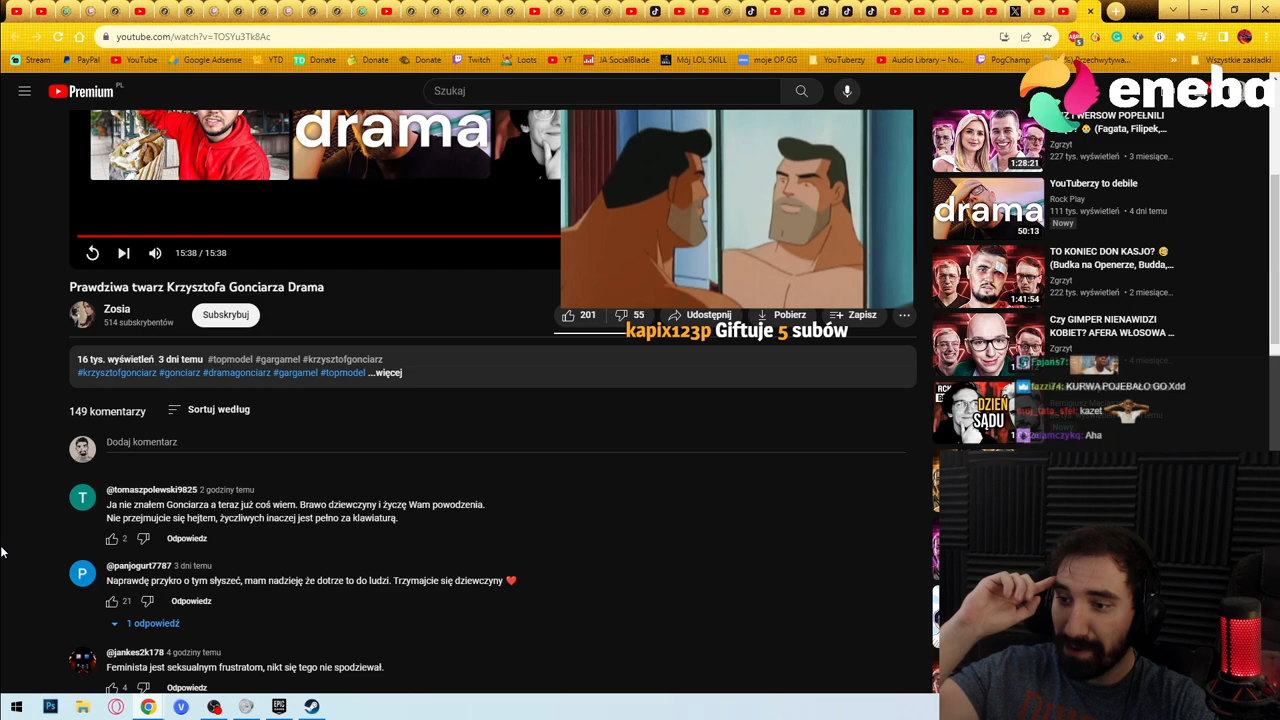 youtube.com/watch?v=TOSYu3Tk8Ac
Stream
PayPal
YouTube
Google Adsense
YTD
Donate
Donate
Donate
Twitch
Loots
YT
JA SocialBlade
Mój LOL SKILL
moje OP.GG
YouTuberzy
Audio Library – No...
PogChamp
Wszystkie zakładki
Premium PL
Szukaj
eneba
drama
15:38 / 15:38
Prawdziwa twarz Krzysztofa Gonciarza Drama
Zosia
514 subskrybentów
Subskrybuj
201
55
Udostępnij
Pobierz
Zapisz
kapix123p Giftuje 5 subów
16 tys. wyświetleń 3 dni temu #topmodel #gargamel #krzysztofgonciarz
#krzysztofgonciarz #gonciarz #dramagonciarz #gargamel #topmodel ...więcej
149 komentarzy
Sortuj według
Dodaj komentarz
@tomaszpolewski9825 2 godziny temu
Ja nie znałem Gonciarza a teraz już coś wiem. Brawo dziewczyny i życzę Wam powodzenia.
Nie przejmujcie się hejtem, życzliwych inaczej jest pełno za klawiaturą.
2
Odpowiedz
@panjogurt7787 3 dni temu
Naprawdę przykro o tym słyszeć, mam nadzieję że dotrze to do ludzi. Trzymajcie się dziewczyny ❤️
21
Odpowiedz
1 odpowiedź
@jankes2k178 4 godziny temu
Feminista jest seksualnym frustratom, nikt się tego nie spodziewał.
4
Odpowiedz
POPEŁNILI
(Fagata, Filipek,...
Zgrzyt
227 tys. wyświetleń • 3 miesiące...
1:28:21
YouTuberzy to debile
Rock Play
111 tys. wyświetleń • 4 dni temu
Nowy
drama
50:13
TO KONIEC DON KASJO?
(Budka na Openerze, Budda,...
Zgrzyt
222 tys. wyświetleń • 2 miesiące...
1:41:54
Czy GIMPER NIENAWIDZI
KOBIET? AFERA WŁOSOWA ...
Zgrzyt
Fajans7:
fazzi74: KURWA POJEBAŁO GO Xdd
kazet
Aha
DZIEŃ
SĄDU